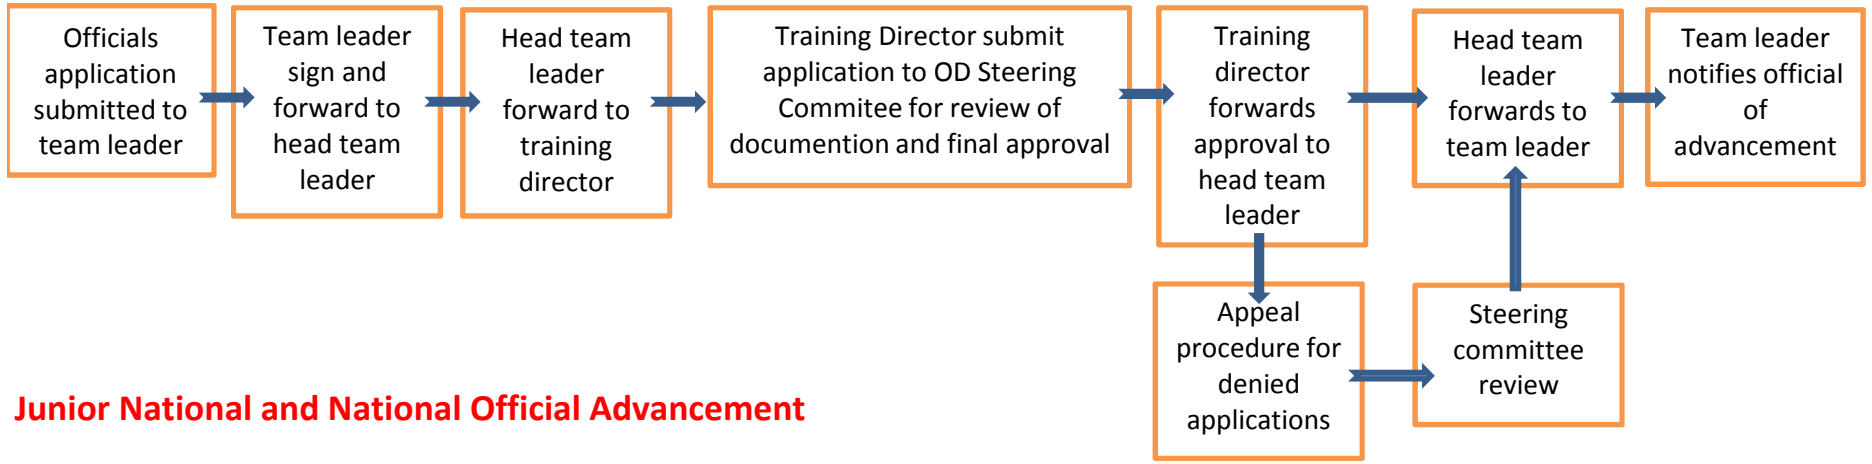 Officials
application
submitted to
team leader
Team leader
sign and
forward to
head team
leader
Head team
leader
forward to
training
director
Training Director submit
application to OD Steering
Commitee for review of
documention and final approval
Training
director
forwards
approval to
head team
leader
Head team
leader
forwards to
team leader
Team leader
notifies official
of
advancement
Appeal
procedure for
denied
applications
Steering
committee
review
Junior National and National Official Advancement